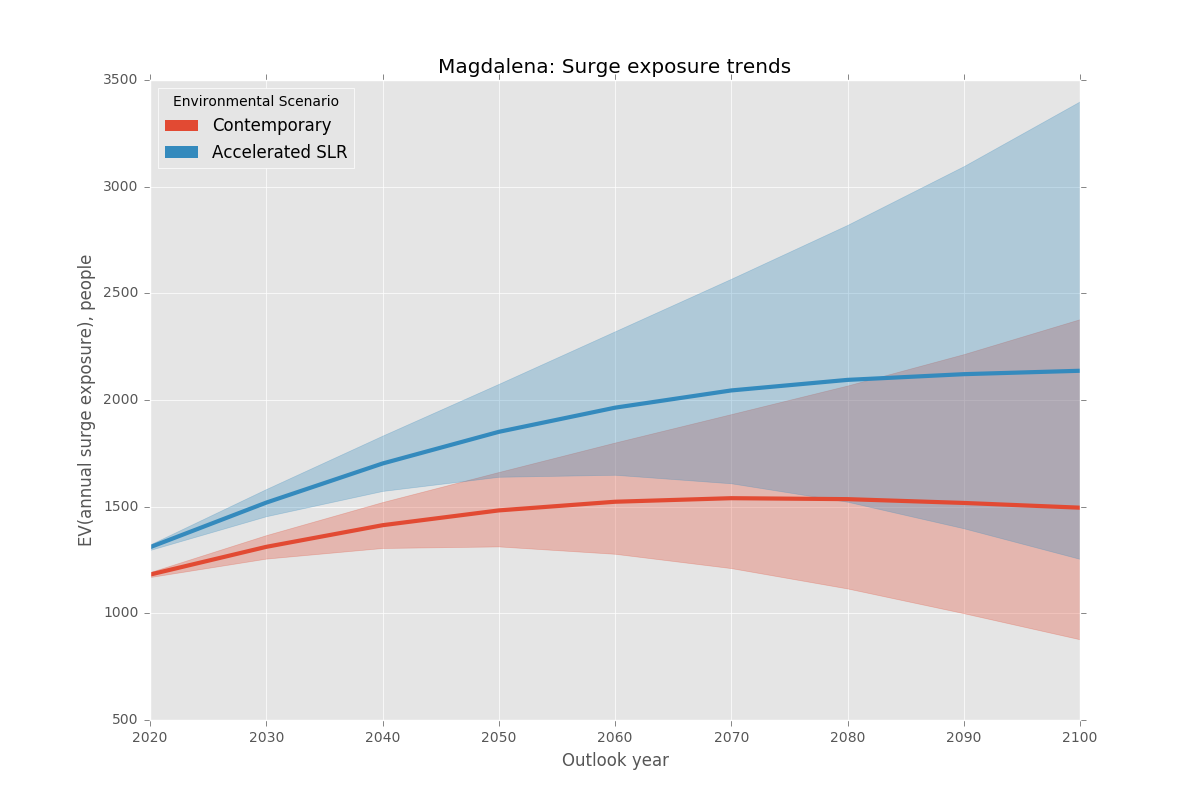 Magdalena: Surge exposure trends
3500
Environmental Scenario
Contemporary
Accelerated SLR
3000
2500
2000
1500
1000
500
EV(annual surge exposure), people
2020 2030 2040 2050 2060 2070 2080 2090 2100
Outlook year